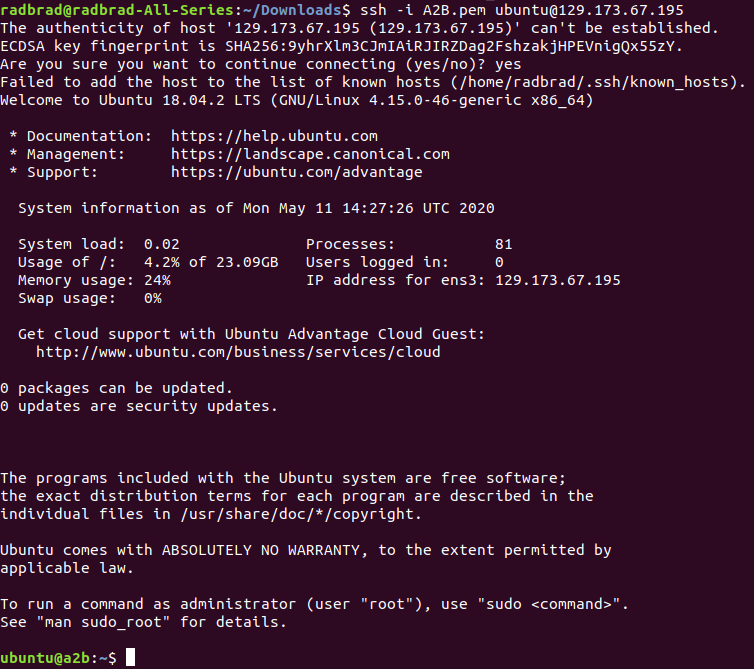 radbrad@radbrad-All-Series:~/Downloads$ ssh -i A2B.pem ubuntu@129.173.67.195
The authenticity of host '129.173.67.195 (129.173.67.195)' can't be established.
ECDSA key fingerprint is SHA256:9yhrXlm3CJmIAiRJIRZDag2FshzakjHPEVnigQx55zY.
Are you sure you want to continue connecting (yes/no)? yes
Failed to add the host to the list of known hosts (/home/radbrad/.ssh/known_hosts).
Welcome to Ubuntu 18.04.2 LTS (GNU/Linux 4.15.0-46-generic x86_64)
* Documentation:  https://help.ubuntu.com
* Management:     https://landscape.canonical.com
* Support:        https://ubuntu.com/advantage
System information as of Mon May 11 14:27:26 UTC 2020
System load:  0.02              Processes:           81
Usage of /:   4.2% of 23.09GB   Users logged in:     0
Memory usage: 24%               IP address for ens3: 129.173.67.195
Swap usage:   0%
Get cloud support with Ubuntu Advantage Cloud Guest:
http://www.ubuntu.com/business/services/cloud
0 packages can be updated.
0 updates are security updates.
The programs included with the Ubuntu system are free software;
the exact distribution terms for each program are described in the
individual files in /usr/share/doc/*/copyright.
Ubuntu comes with ABSOLUTELY NO WARRANTY, to the extent permitted by
applicable law.
To run a command as administrator (user "root"), use "sudo <command>".
See "man sudo_root" for details.
ubuntu@a2b:~$